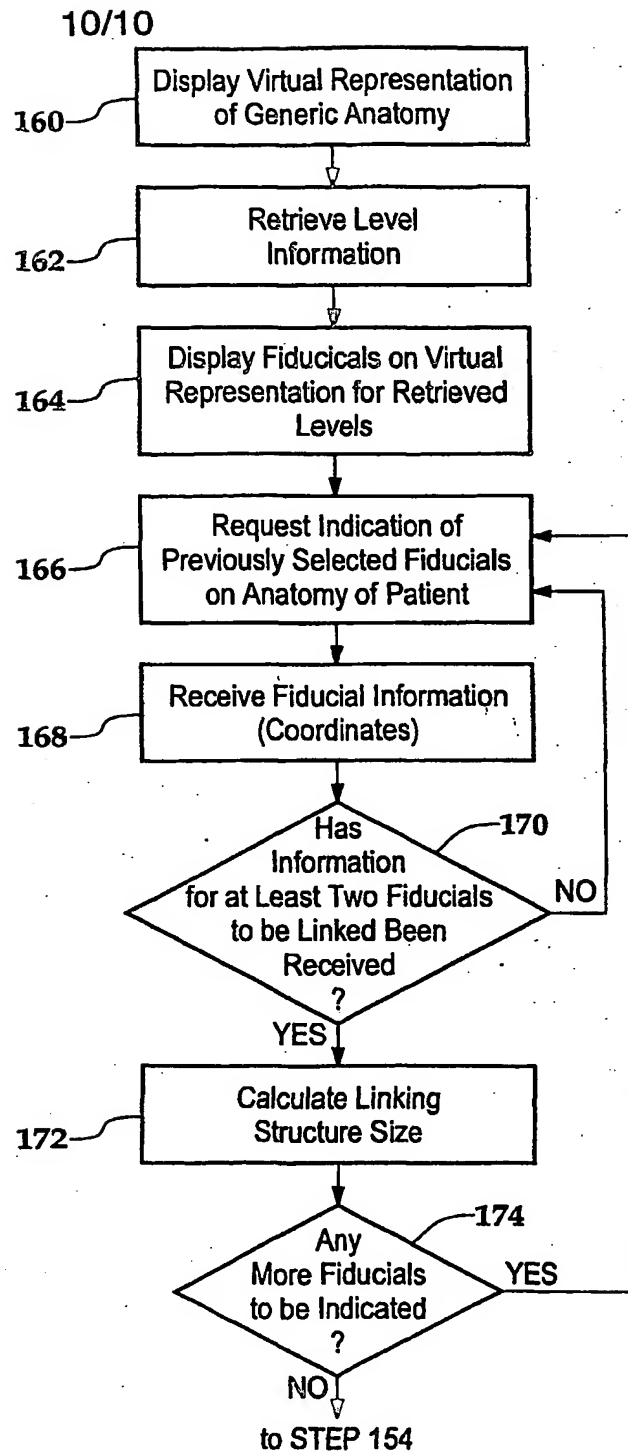 10/10
Display Virtual Representation
of Generic Anatomy
160
Retrieve Level
Information
162
Display Fiducicals on Virtual
Representation for Retrieved
Levels
164
Request Indication of
Previously Selected Fiducials
on Anatomy of Patient
166
Receive Fiducial Information
(Coordinates)
168
Has
Information
for at Least Two Fiducials
to be Linked Been
Received
?
170
NO
YES
Calculate Linking
Structure Size
172
Any
More Fiducials
to be Indicated
?
174
YES
NO
to STEP 154